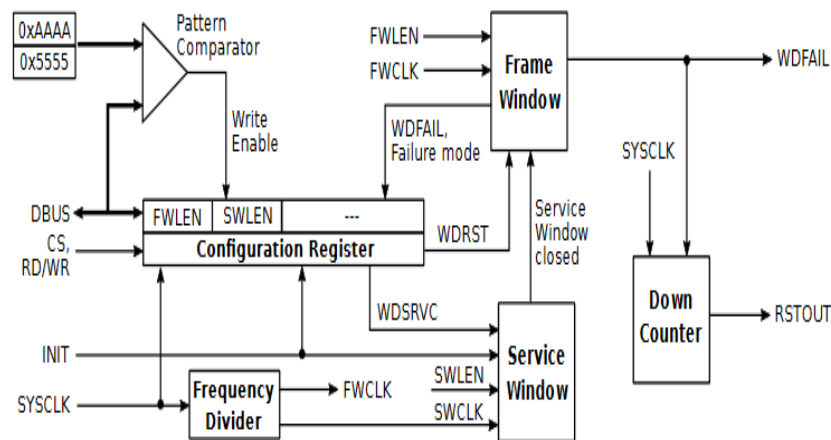 0xAAAA
0x5555
Pattern
Comparator
Write
Enable
FWLEN
FWCLK
Frame
Window
WDFAIL
WDFAIL,
Failure mode
SYSCLK
DBUS
FWLEN
SWLEN
---
Configuration Register
CS,
RD/WR
WDRST
Service
Window
closed
WDSRVC
Down
Counter
RSTOUT
INIT
Service
Window
SYSCLK
Frequency
Divider
FWCLK
SWLEN
SWCLK